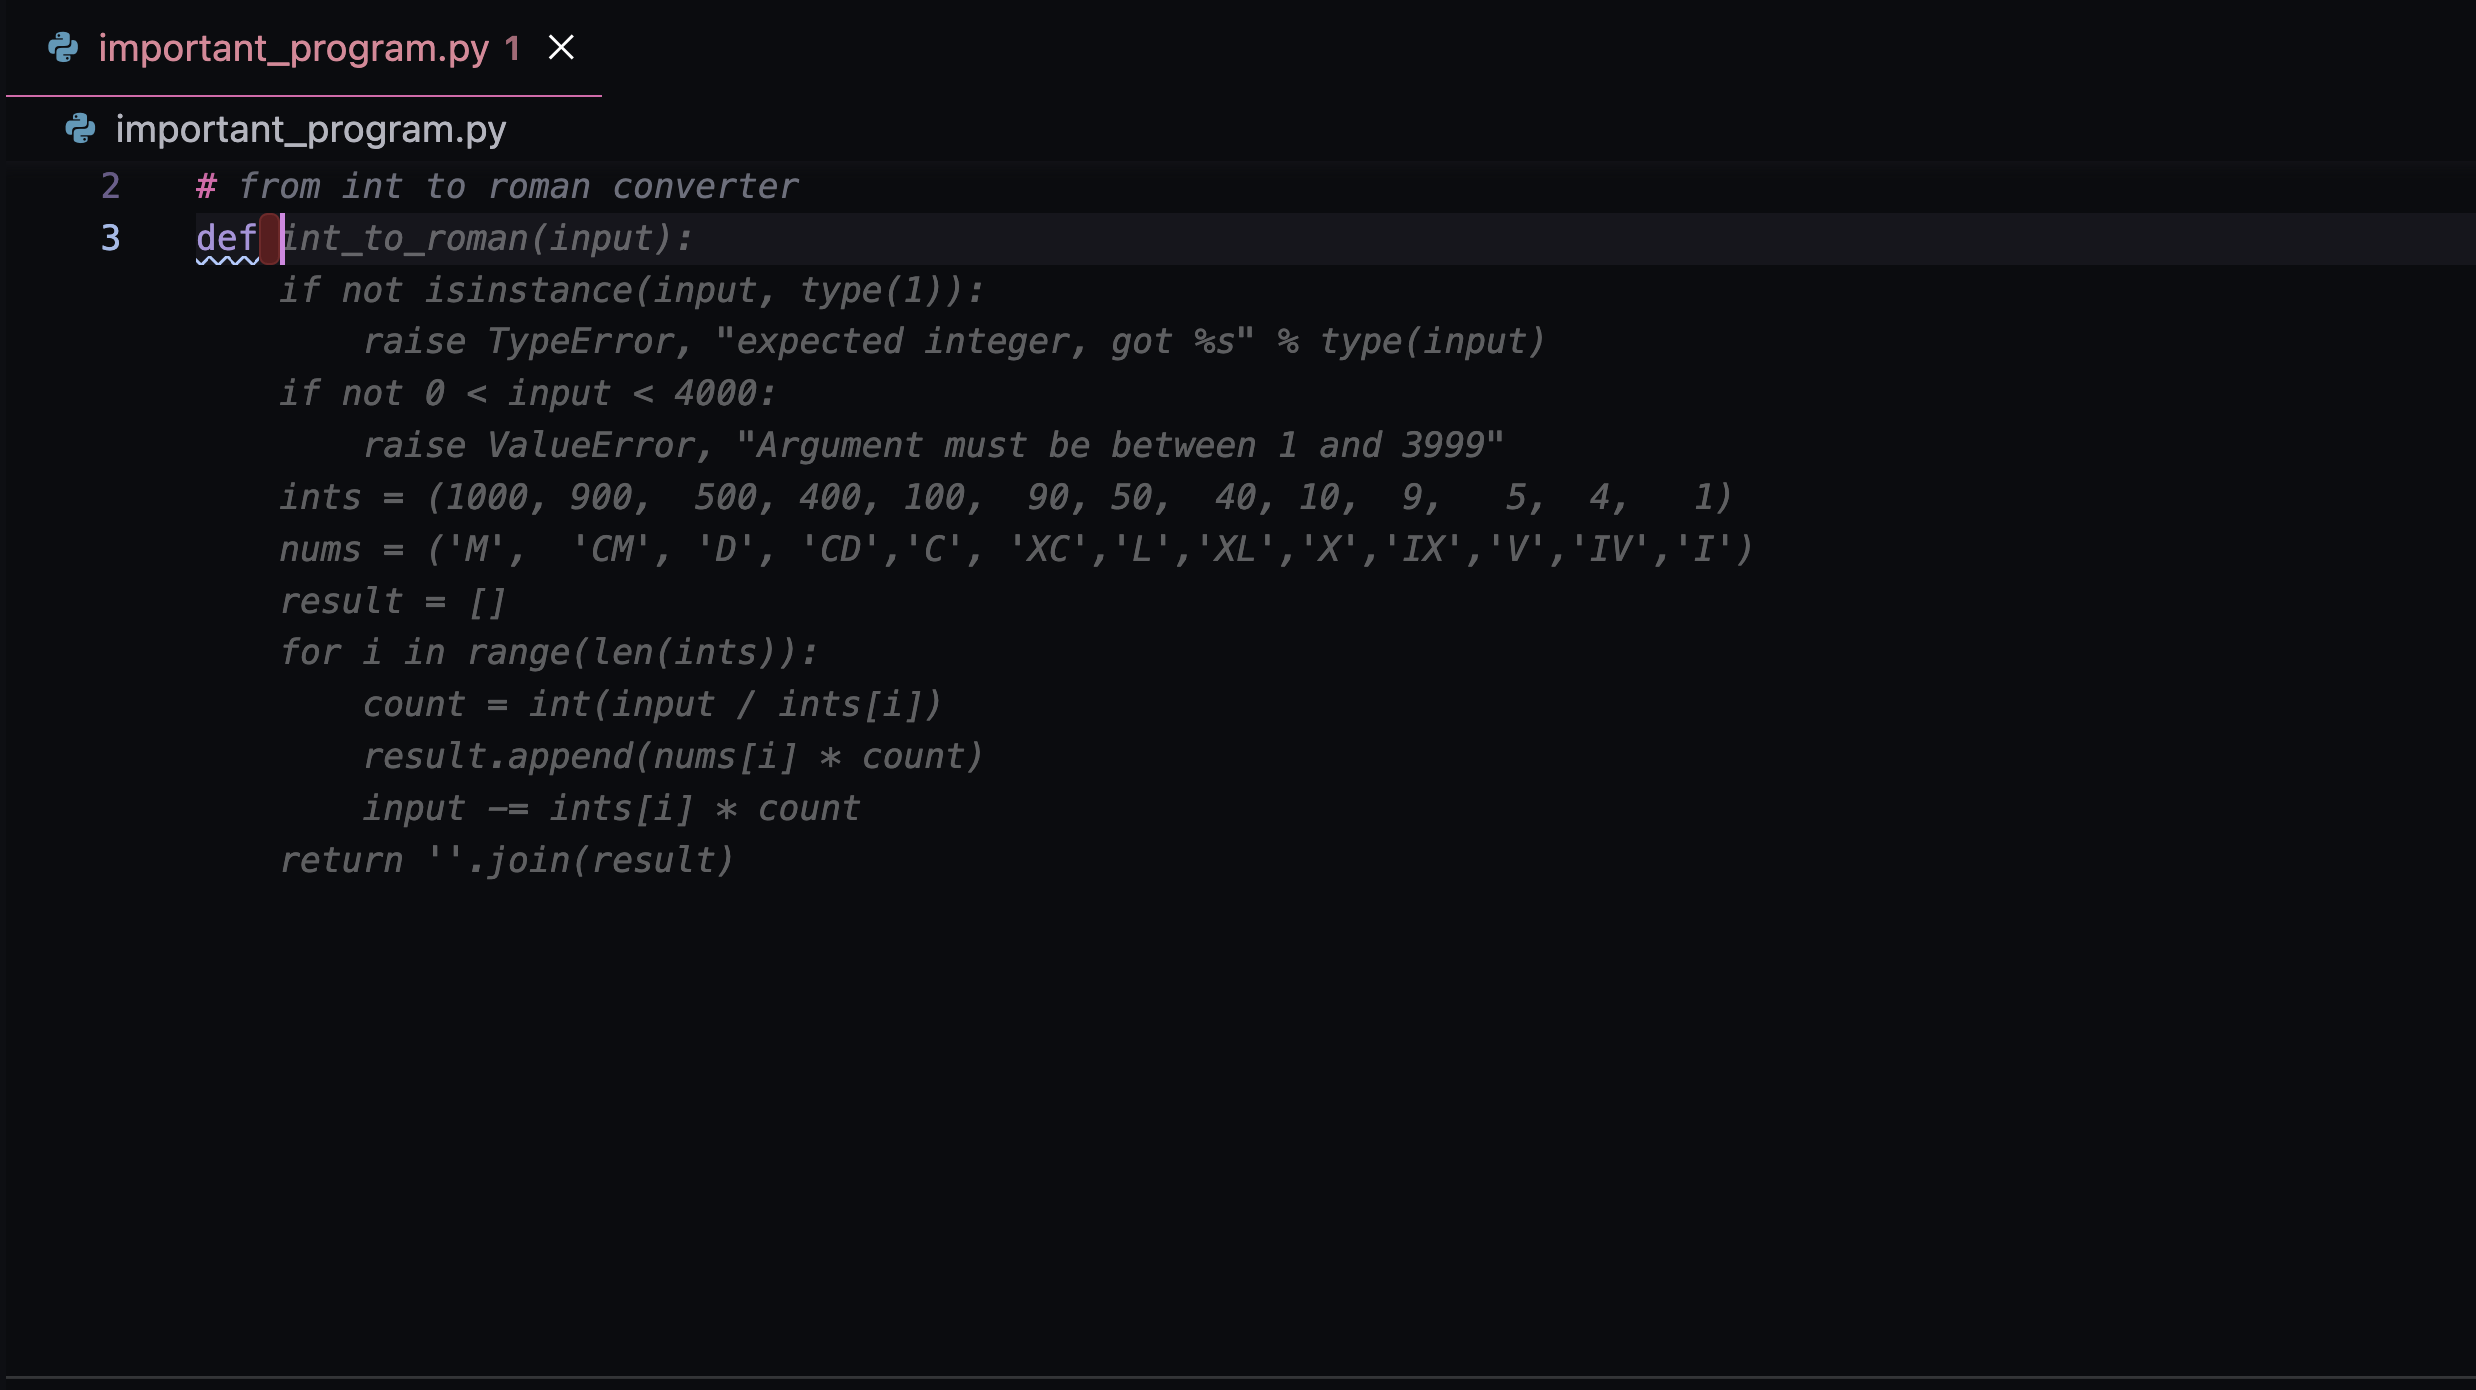 important_program.py 1
important_program.py
2 # from int to roman converter
3 def int_to_roman(input):
    if not isinstance(input, type(1)):
        raise TypeError, "expected integer, got %s" % type(input)
    if not 0 < input < 4000:
        raise ValueError, "Argument must be between 1 and 3999"
    ints = (1000, 900,  500, 400, 100,  90, 50,  40, 10,  9,   5,  4,   1)
    nums = ('M',  'CM', 'D', 'CD','C', 'XC','L','XL','X','IX','V','IV','I')
    result = []
    for i in range(len(ints)):
        count = int(input / ints[i])
        result.append(nums[i] * count)
        input -= ints[i] * count
    return ''.join(result)